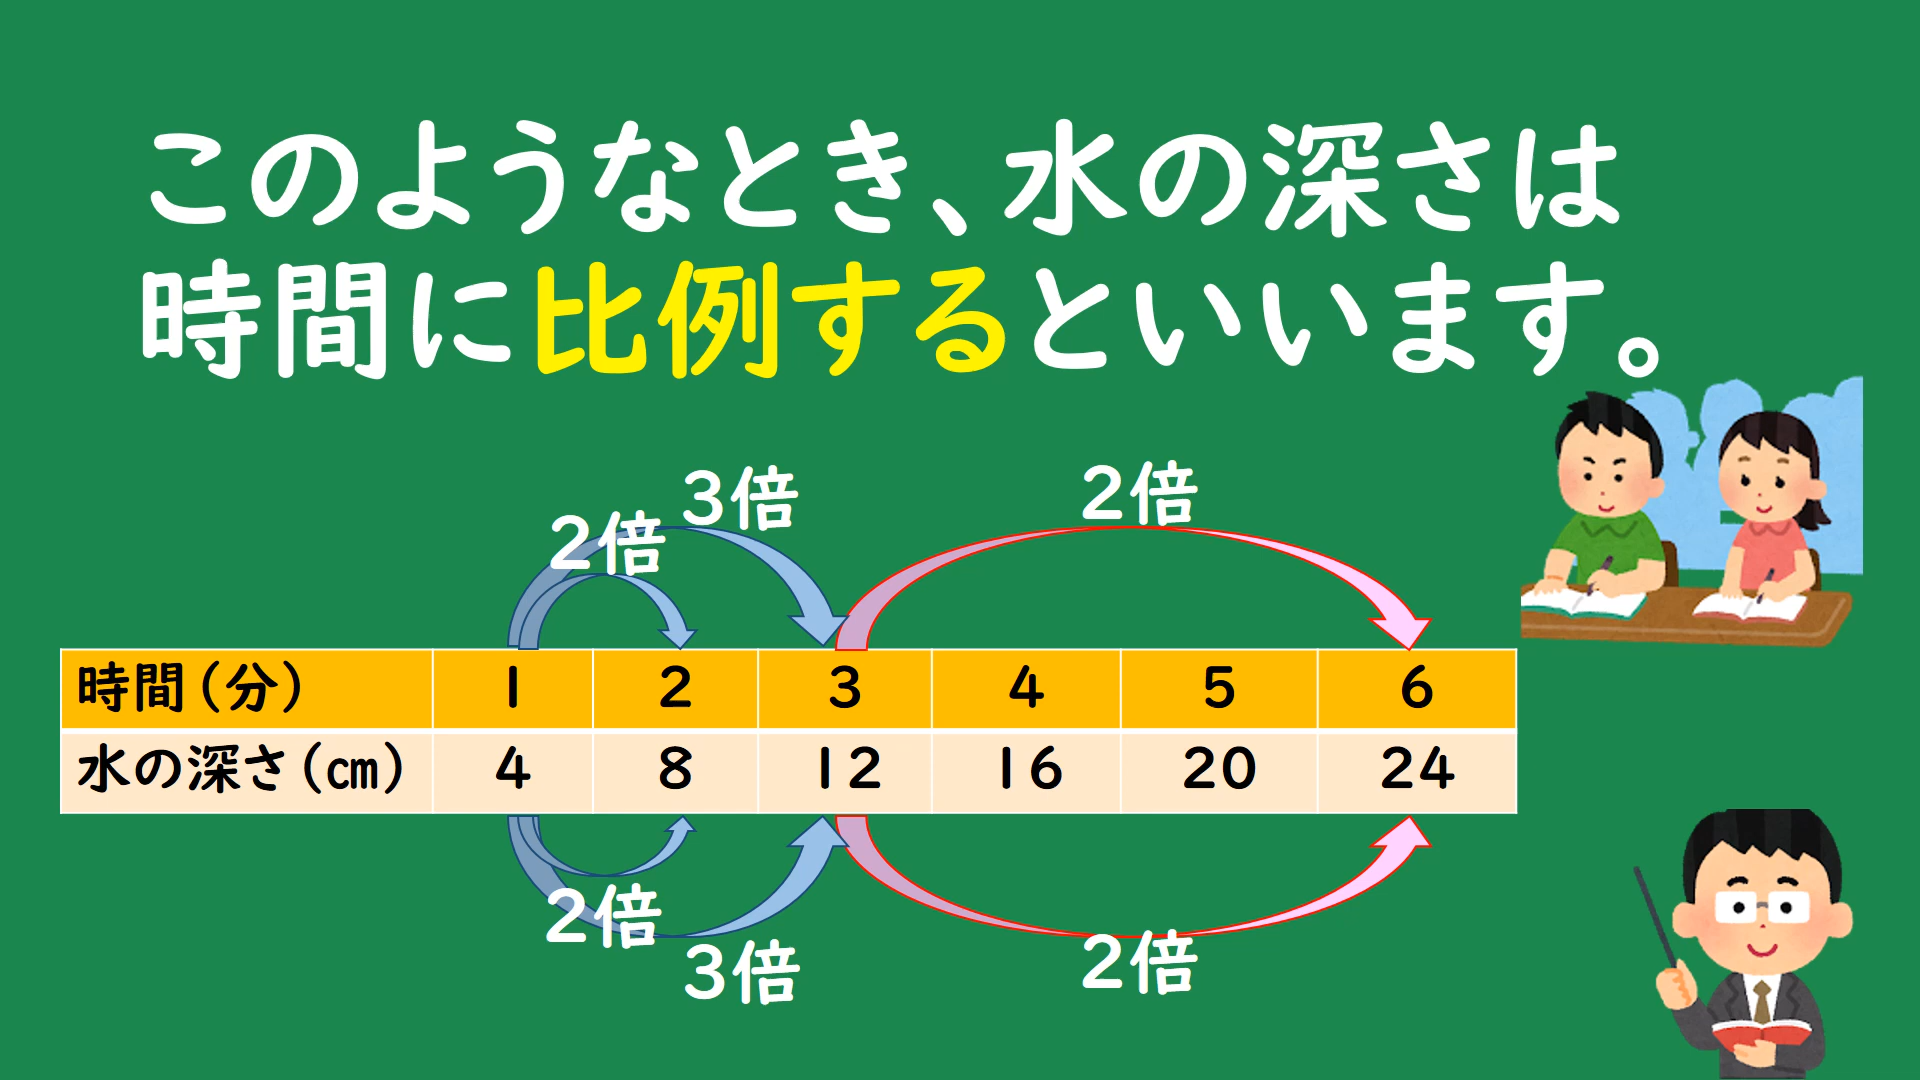 このようなとき、水の深さは
時間に比例するといいます。
3倍
2倍
2倍
時間(分) 1 2 3 4 5 6
水の深さ(㎝) 4 8 12 16 20 24
2倍
3倍
2倍